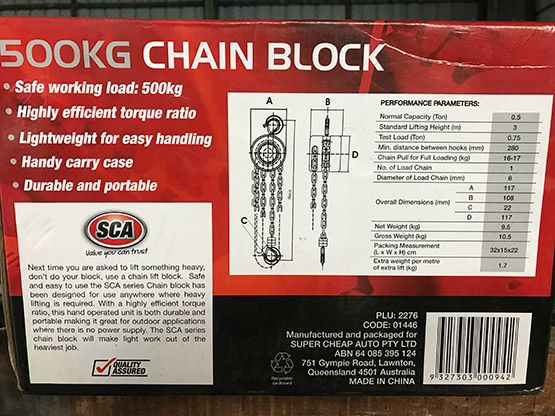 500KG CHAIN BLOCK
• Safe working load: 500kg
• Highly efficient torque ratio
• Lightweight for easy handling
• Handy carry case
• Durable and portable
SCA
Value you can trust
Next time you are asked to lift something heavy,
don't do your block, use a chain lift block. Safe
and easy to use the SCA series Chain block has
been designed for use anywhere where heavy
lifting is required. With a highly efficient torque
ratio, this hand operated unit is both durable and
portable making it great for outdoor applications
where there is no power supply. The SCA series
chain block will make light work out of the
heaviest job.
QUALITY
ASSURED
A
B
D
C
PERFORMANCE PARAMETERS:
Normal Capacity (Ton) 0.5
Standard Lifting Height (m) 3
Test Load (Ton) 0.75
Min. distance between hooks (mm) 280
Chain Pull for Full Loading (kg) 16-17
No. of Load Chain 1
Diameter of Load Chain (mm) 6
Overall Dimensions (mm)
A 117
B 108
C 22
D 117
Net Weight (kg) 9.5
Gross Weight (kg) 10.5
Packing Measurement
(L x W x H) cm 32x15x22
Extra weight per metre
of extra lift (kg) 1.7
Recyclable
cardboard
PLU: 2276
CODE: 01446
Manufactured and packaged for
SUPER CHEAP AUTO PTY LTD
ABN 64 085 395 124
751 Gympie Road, Lawnton,
Queensland 4501 Australia
MADE IN CHINA
9 327303 000942